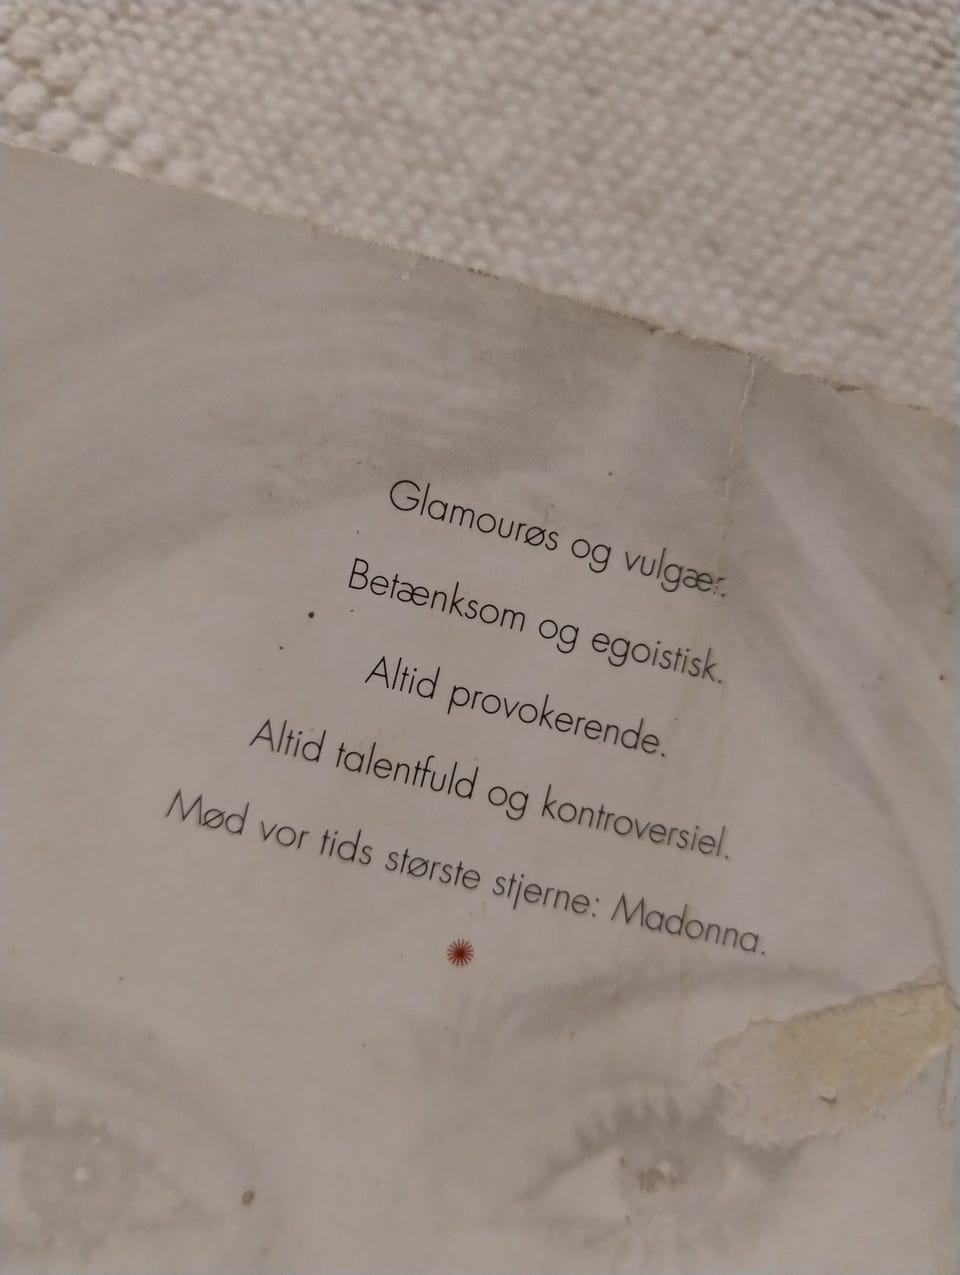 Glamourøs og vulgær.
Betænksom og egoistisk.
Altid provokerende.
Altid talentfuld og kontroversiel.
Mød vor tids største stjerne: Madonna.